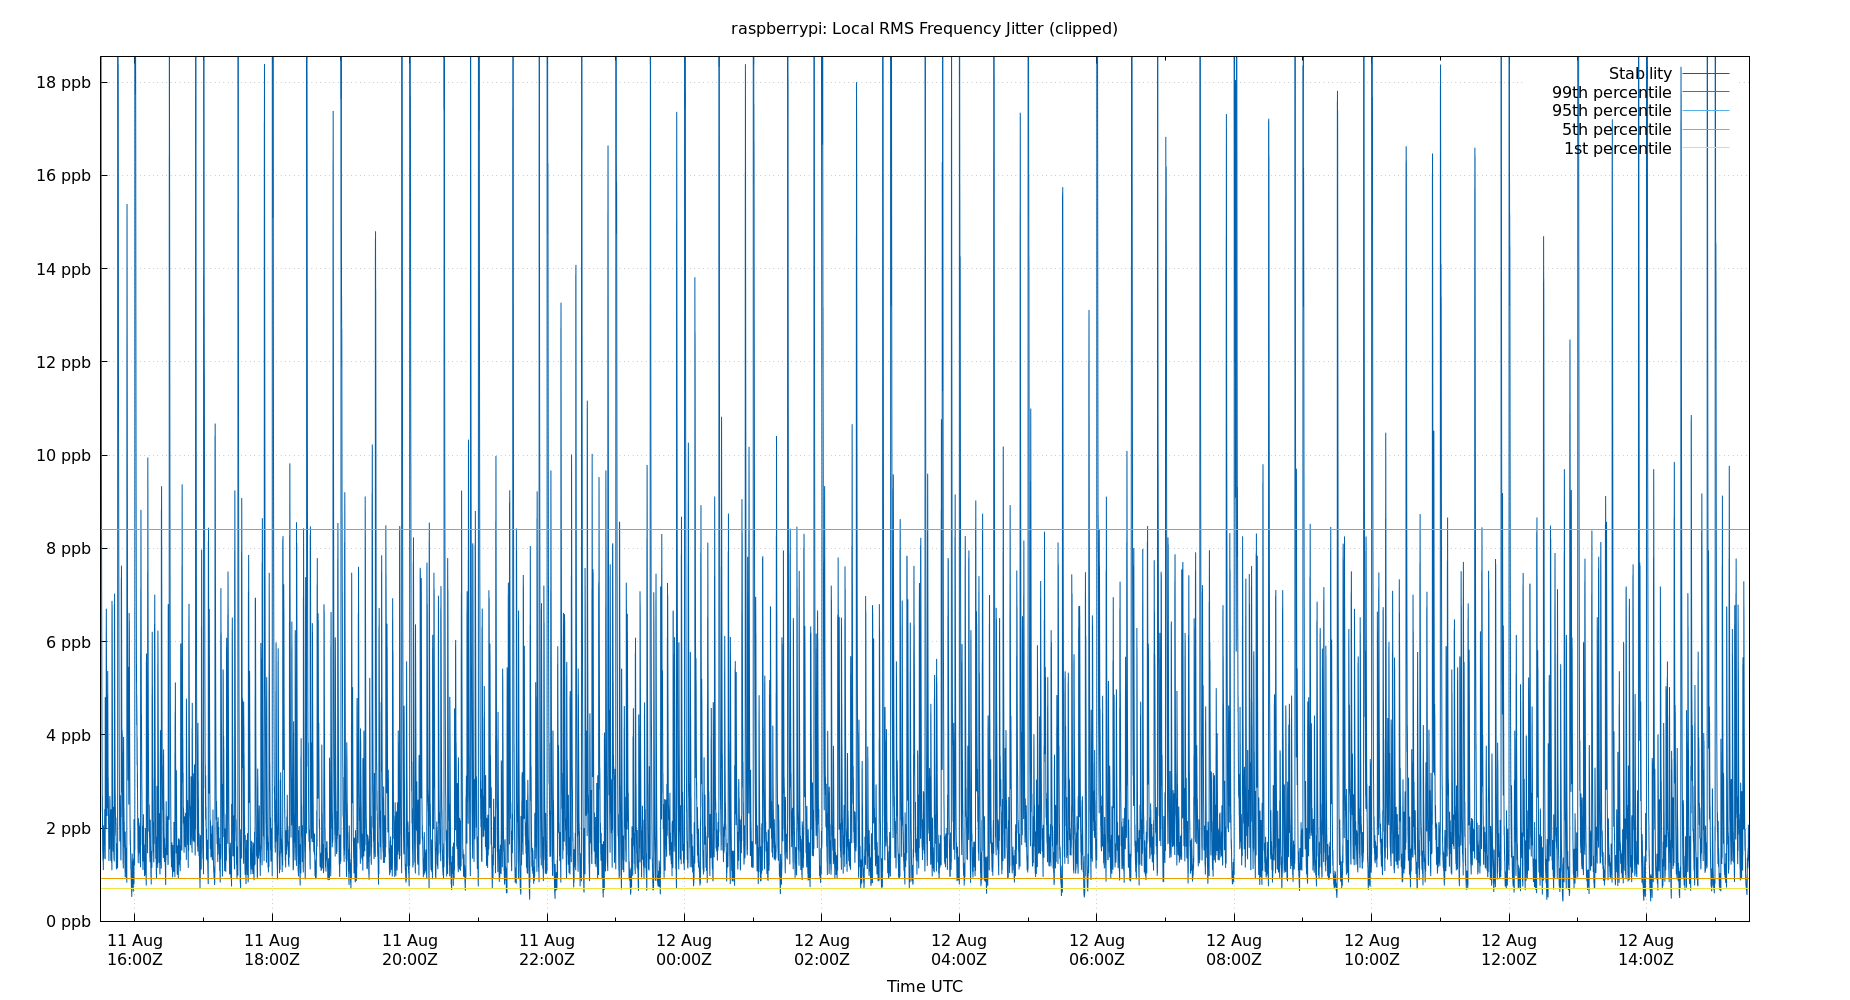 raspberrypi: Local RMS Frequency Jitter (clipped)
18 ppb
16 ppb
14 ppb
12 ppb
10 ppb
8 ppb
6 ppb
4 ppb
2 ppb
0 ppb
Stability
99th percentile
95th percentile
5th percentile
1st percentile
11 Aug 11 Aug 11 Aug 11 Aug 12 Aug 12 Aug 12 Aug 12 Aug 12 Aug 12 Aug 12 Aug 12 Aug
16:00Z 18:00Z 20:00Z 22:00Z 00:00Z 02:00Z 04:00Z 06:00Z 08:00Z 10:00Z 12:00Z 14:00Z
Time UTC